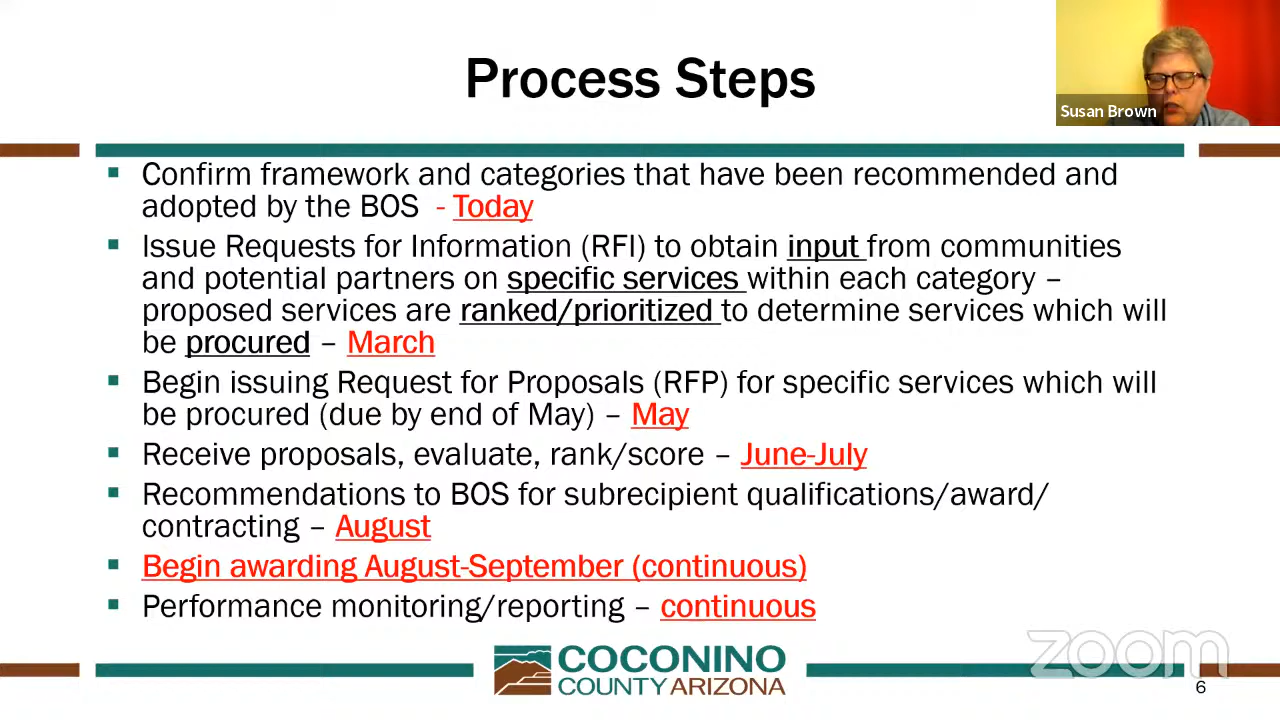 Process Steps
Susan Brown
▪ Confirm framework and categories that have been recommended and
adopted by the BOS - Today
▪ Issue Requests for Information (RFI) to obtain input from communities
and potential partners on specific services within each category –
proposed services are ranked/prioritized to determine services which will
be procured – March
▪ Begin issuing Request for Proposals (RFP) for specific services which will
be procured (due by end of May) – May
▪ Receive proposals, evaluate, rank/score – June-July
▪ Recommendations to BOS for subrecipient qualifications/award/
contracting – August
▪ Begin awarding August-September (continuous)
▪ Performance monitoring/reporting – continuous
COCONINO
COUNTY ARIZONA
zoom
6